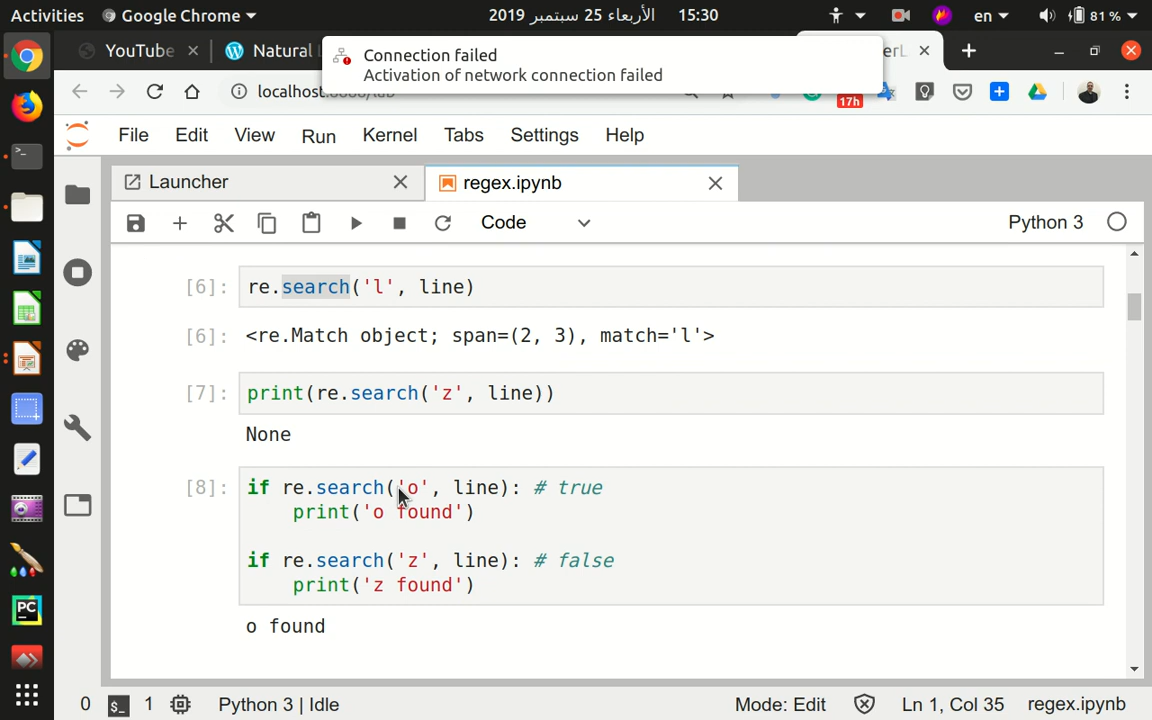 Activities Google Chrome الأربعاء 25 سبتمبر 2019 15:30 en 81 %
YouTube Natural erL
Connection failed
Activation of network connection failed
17h
File Edit View Run Kernel Tabs Settings Help
Launcher regex.ipynb
Code Python 3
[6]: re.search('l', line)
[6]: <re.Match object; span=(2, 3), match='l'>
[7]: print(re.search('z', line))
None
[8]: if re.search('o', line): # true
print('o found')
if re.search('z', line): # false
print('z found')
o found
PC
0 $_ 1 Python 3 | Idle Mode: Edit Ln 1, Col 35 regex.ipynb